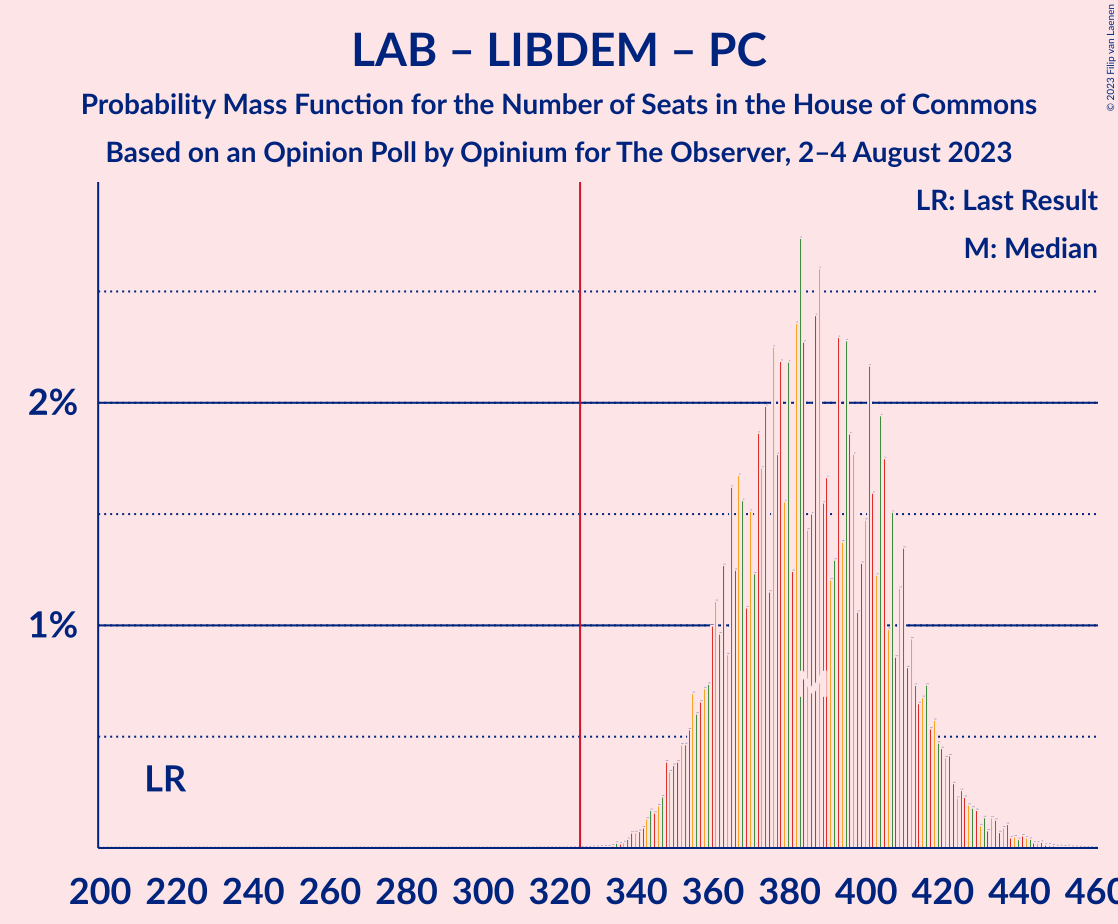 LAB – LIBDEM – PC
Probability Mass Function for the Number of Seats in the House of Commons
Based on an Opinion Poll by Opinium for The Observer, 2–4 August 2023
© 2023 Filip van Laenen
LR: Last Result
M: Median
2%
1%
LR
M
200 220 240 260 280 300 320 340 360 380 400 420 440 460